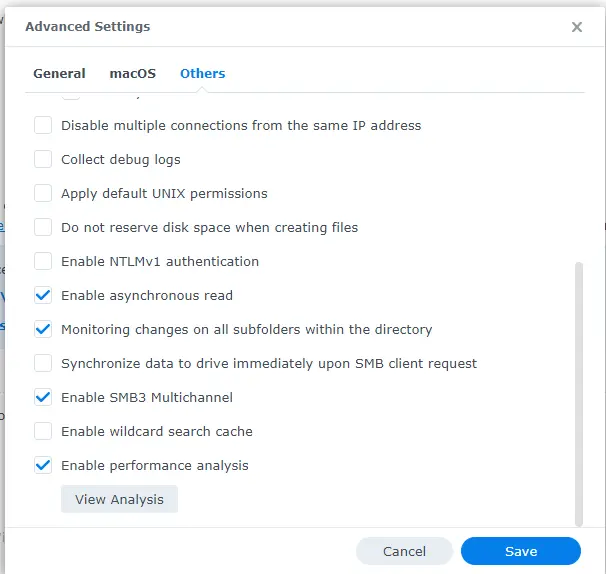 Advanced Settings
General macOS Others
Disable multiple connections from the same IP address
Collect debug logs
Apply default UNIX permissions
Do not reserve disk space when creating files
Enable NTLMv1 authentication
Enable asynchronous read
Monitoring changes on all subfolders within the directory
Synchronize data to drive immediately upon SMB client request
Enable SMB3 Multichannel
Enable wildcard search cache
Enable performance analysis
View Analysis
Cancel Save